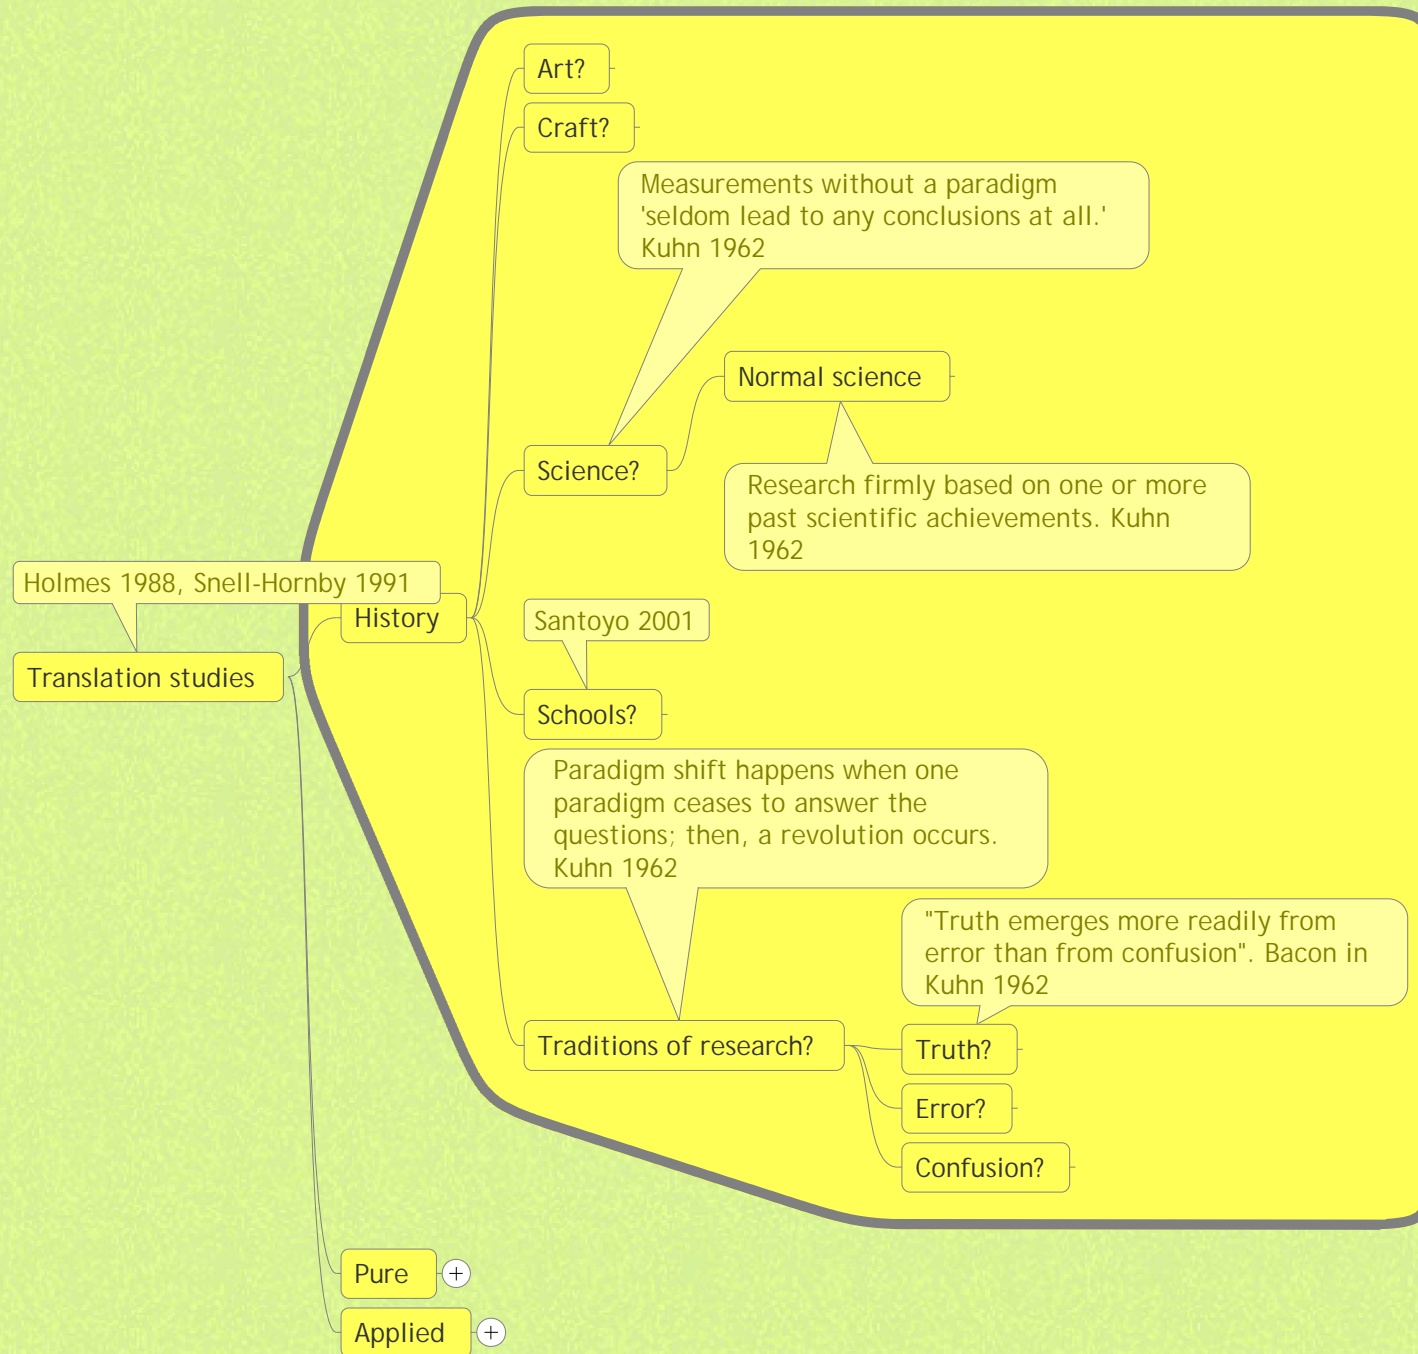 Art?
Craft?
Measurements without a paradigm
'seldom lead to any conclusions at all.'
Kuhn 1962
Normal science
Science?
Research firmly based on one or more
past scientific achievements. Kuhn
1962
Holmes 1988, Snell-Hornby 1991
History
Santoyo 2001
Translation studies
Schools?
Paradigm shift happens when one
paradigm ceases to answer the
questions; then, a revolution occurs.
Kuhn 1962
"Truth emerges more readily from
error than from confusion". Bacon in
Kuhn 1962
Traditions of research?
Truth?
Error?
Confusion?
Pure
Applied